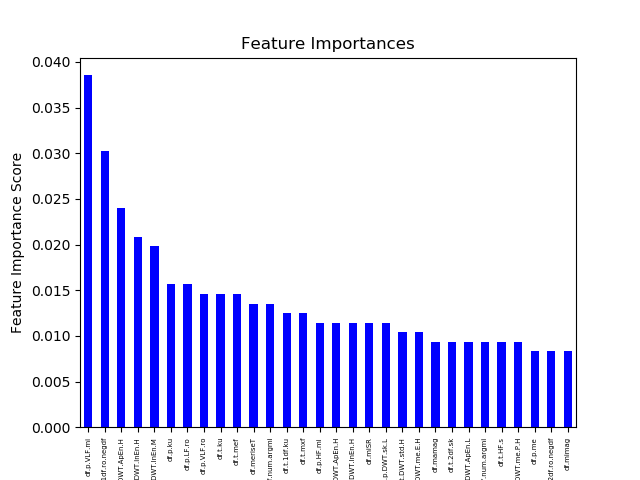 Feature Importances
Feature Importance Score
0.040
0.035
0.030
0.025
0.020
0.015
0.010
0.005
0.000
df.p.VLF.mi
1df.ro.negdf
DWT.ApEn.H
DWT.lnEn.H
DWT.lnEn.M
df.p.ku
df.p.LF.ro
df.p.VLF.ro
df.t.ku
df.t.mef
df.meriseT
.num.argmi
df.t.1df.ku
df.t.mxf
df.p.HF.mi
DWT.ApEn.H
DWT.lnEn.H
df.miSR
.p.DWT.sk.L
t.DWT.std.H
DWT.me.E.H
df.mamag
df.t.2df.sk
DWT.ApEn.L
.num.argmi
df.t.HF.s
DWT.me.P.H
df.p.me
2df.ro.negdf
df.mimag